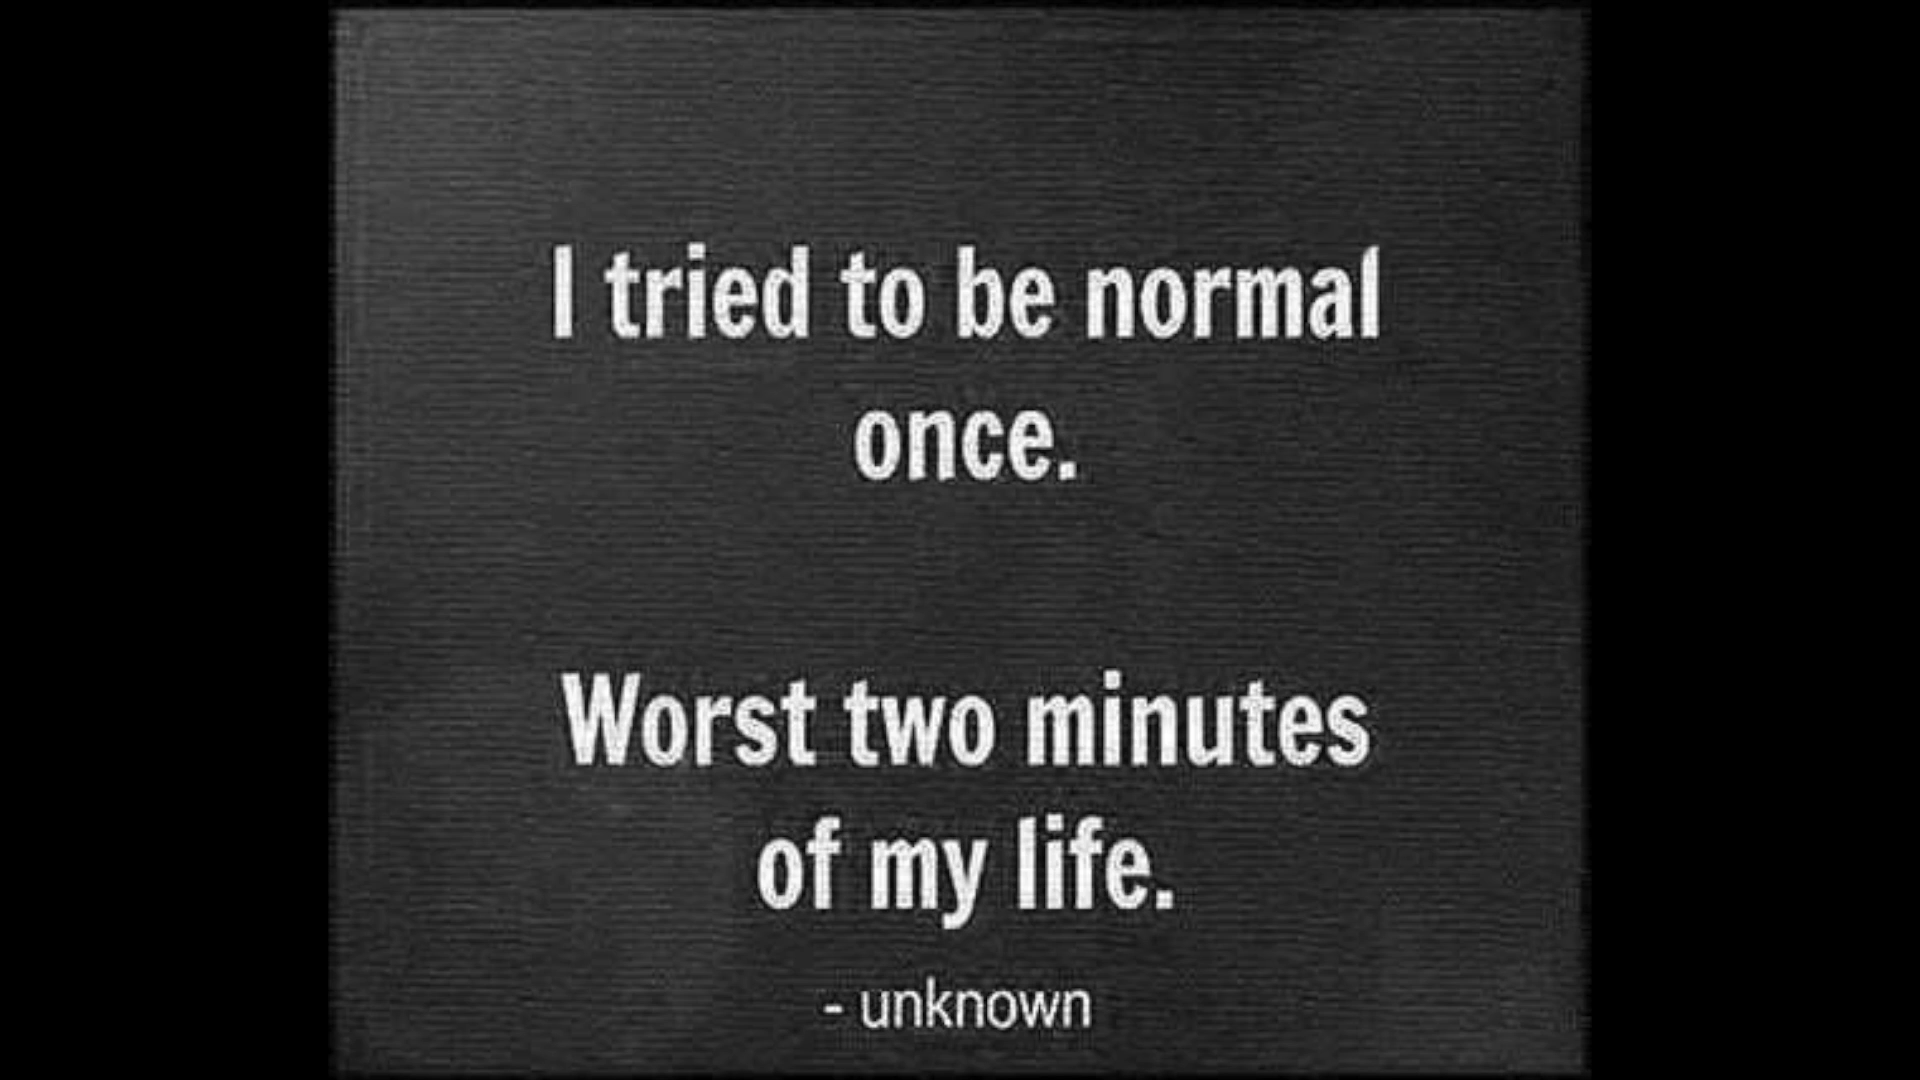 I tried to be normal
once.
Worst two minutes
of my life.
- unknown